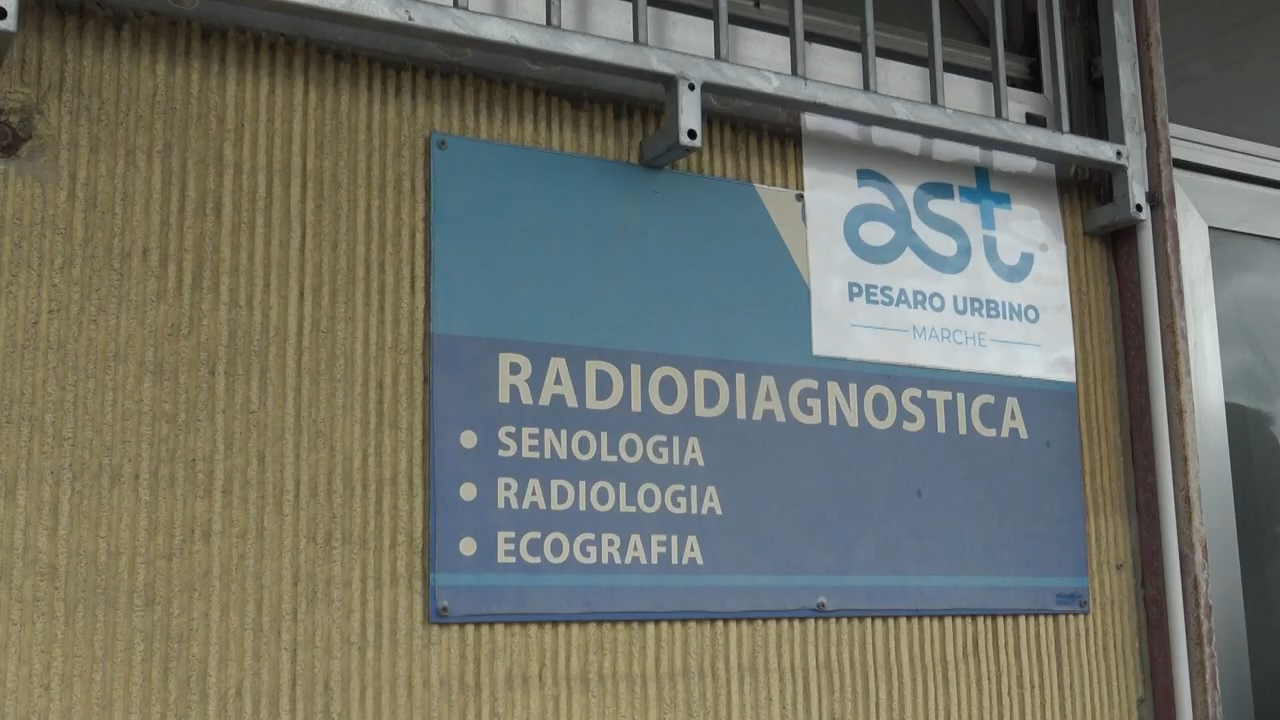 ast
PESARO URBINO
MARCHE
RADIODIAGNOSTICA
• SENOLOGIA
• RADIOLOGIA
• ECOGRAFIA